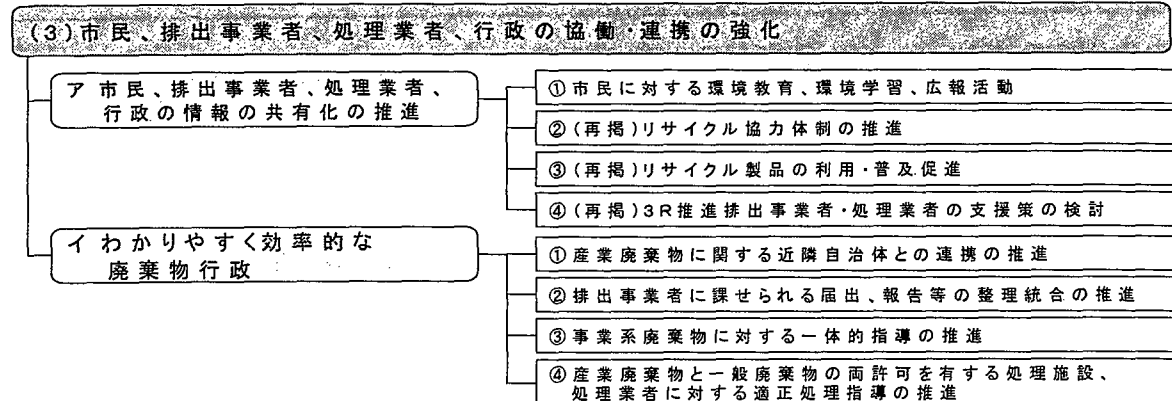 (3)市民、排出事業者、処理業者、行政の協働・連携の強化
ア 市民、排出事業者、処理業者、
行政の情報の共有化の推進
①市民に対する環境教育、環境学習、広報活動
②(再掲)リサイクル協力体制の推進
③(再掲)リサイクル製品の利用・普及促進
④(再掲)3R推進排出事業者・処理業者の支援策の検討
イ わかりやすく効率的な
廃棄物行政
①産業廃棄物に関する近隣自治体との連携の推進
②排出事業者に課せられる届出、報告等の整理統合の推進
③事業系廃棄物に対する一体的指導の推進
④産業廃棄物と一般廃棄物の両許可を有する処理施設、
処理業者に対する適正処理指導の推進